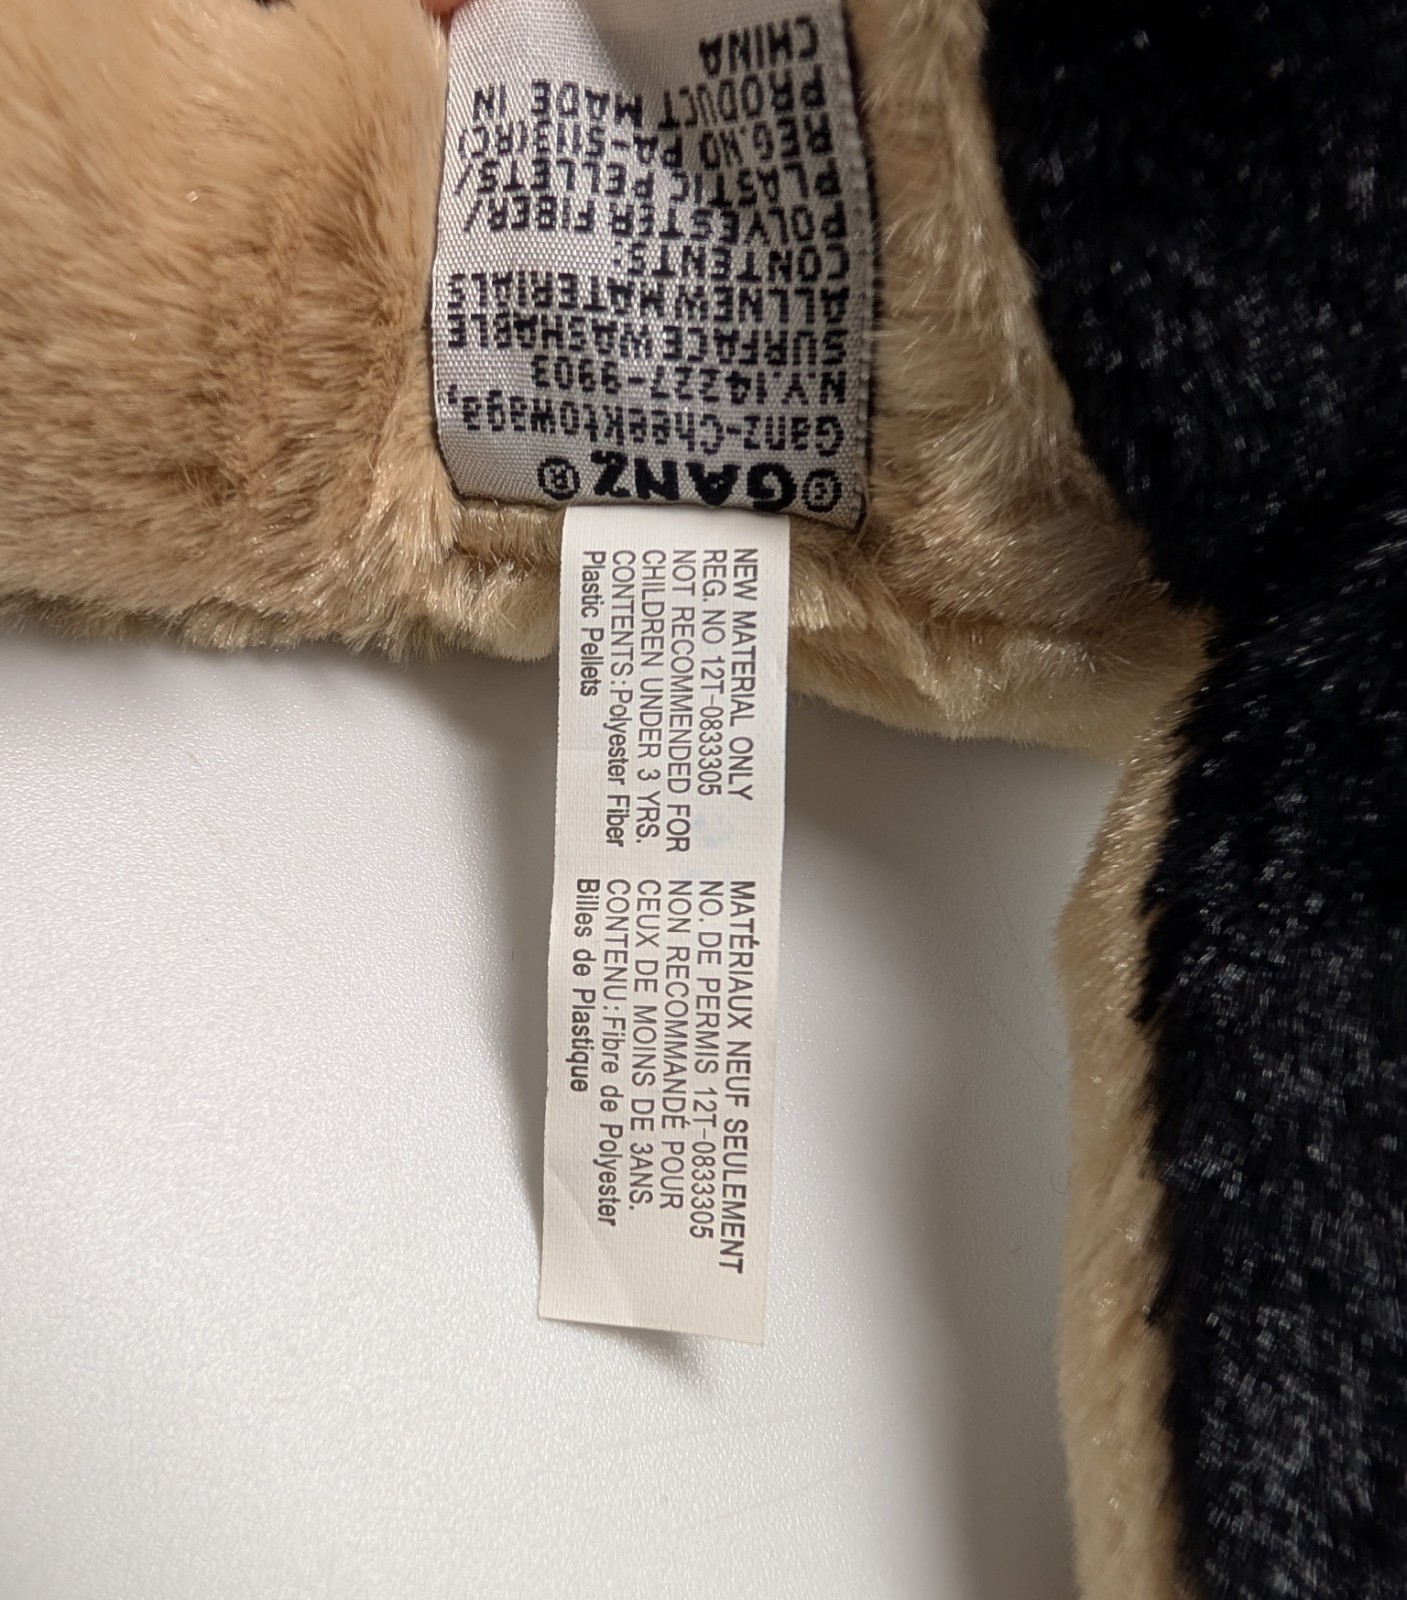 ©GANZ®
Ganz-Cheektowaga,
N.Y.14227-9903
SURFACE WASHABLE
ALL NEW MATERIALS
CONTENTS:
POLYESTER FIBER/
PLASTIC PELLETS/
REG.NO PA-5113(RC)
PRODUCT MADE IN
CHINA
NEW MATERIAL ONLY
REG. NO 12T-0833305
NOT RECOMMENDED FOR
CHILDREN UNDER 3 YRS.
CONTENTS:Polyester Fiber
Plastic Pellets
MATÉRIAUX NEUF SEULEMENT
NO. DE PERMIS 12T-0833305
NON RECOMMANDÉ POUR
CEUX DE MOINS DE 3ANS.
CONTENU:Fibre de Polyester
Billes de Plastique